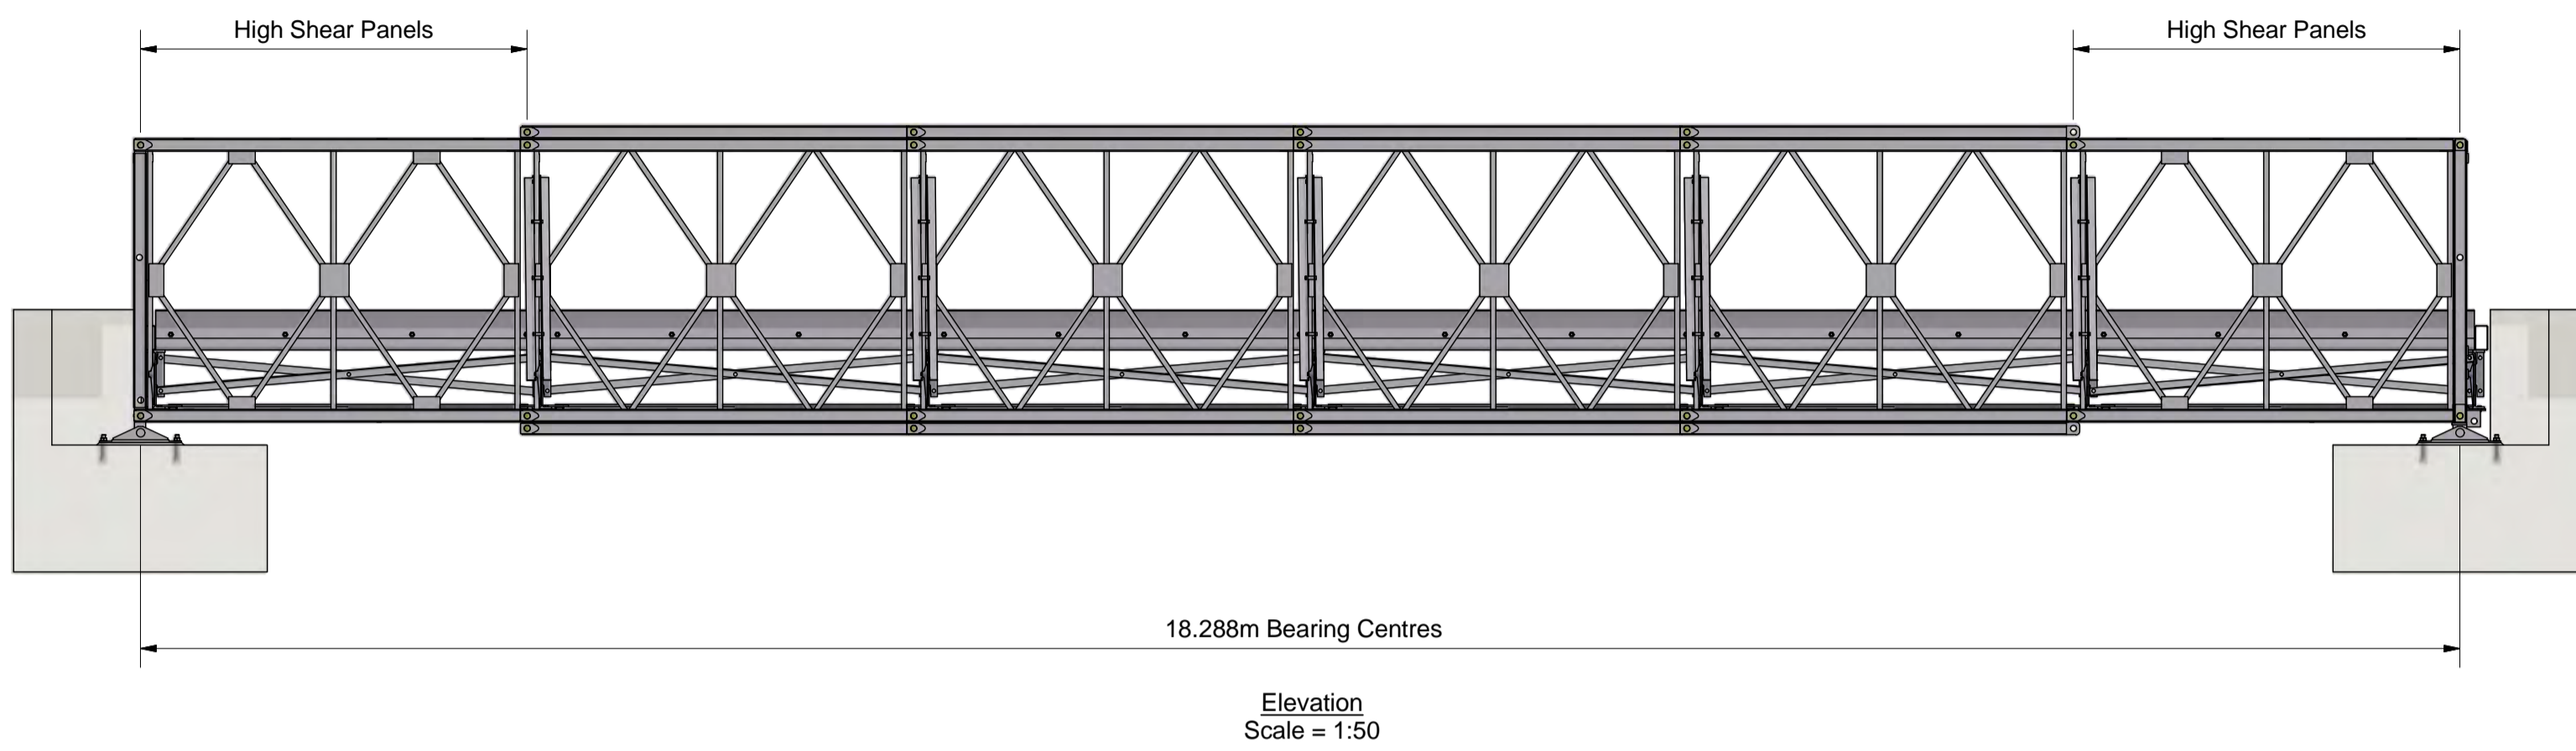 High Shear Panels
High Shear Panels
18.288m Bearing Centres
Elevation
Scale = 1:50